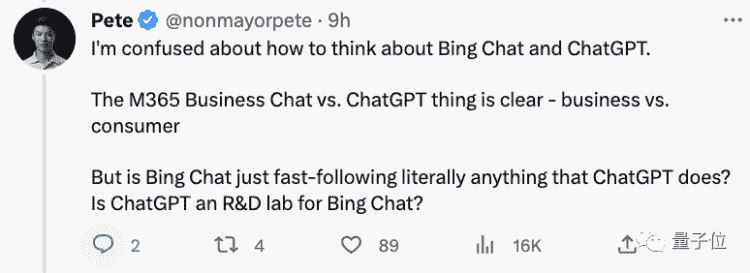 Pete @nonmayorpete · 9h
I'm confused about how to think about Bing Chat and ChatGPT.
The M365 Business Chat vs. ChatGPT thing is clear - business vs.
consumer
But is Bing Chat just fast-following literally anything that ChatGPT does?
Is ChatGPT an R&D lab for Bing Chat?
2 4 89 16K 量子位